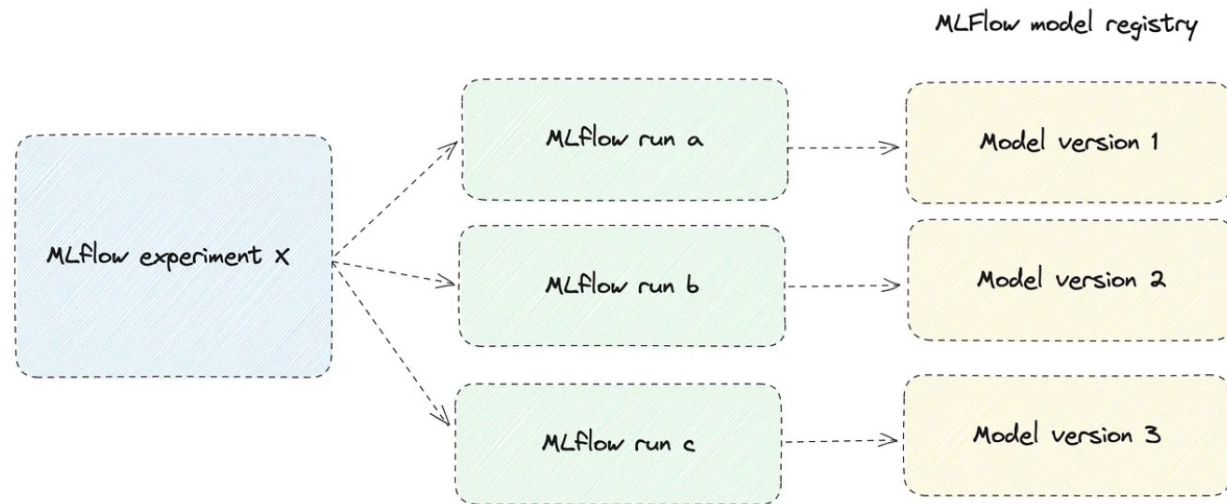 MLFlow model registry
MLflow run a
Model version 1
MLflow experiment X
MLflow run b
Model version 2
MLflow run c
Model version 3